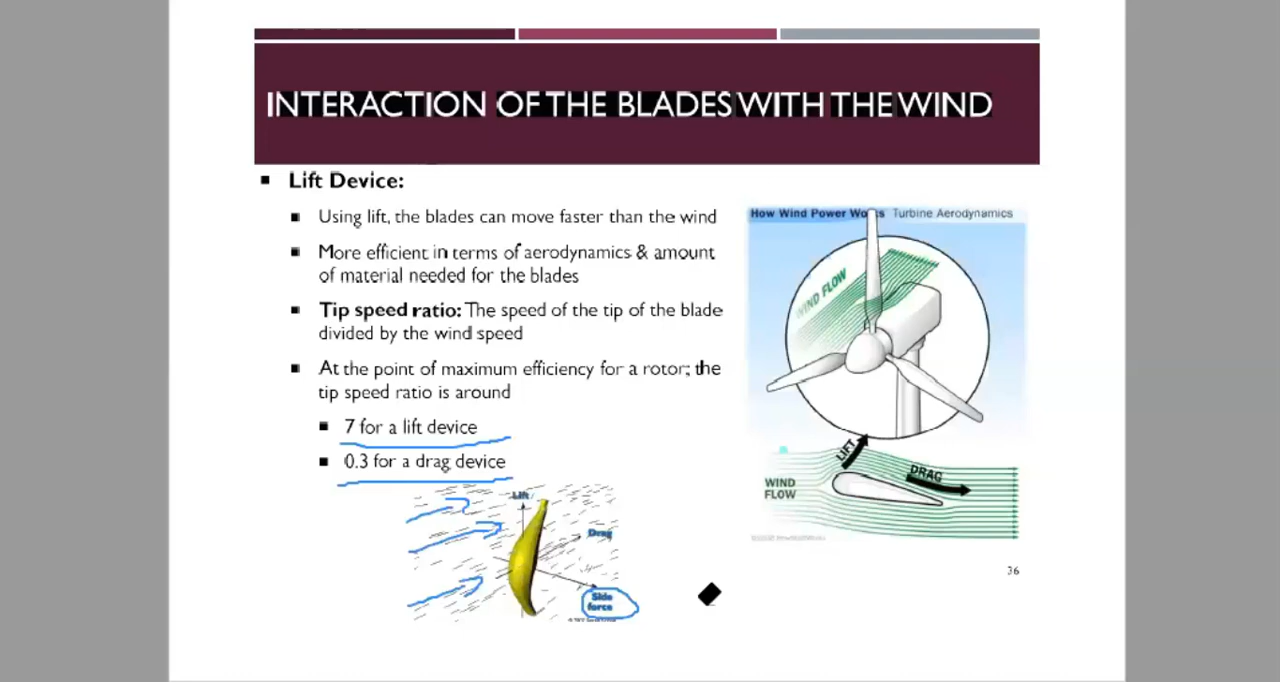 INTERACTION OF THE BLADES WITH THE WIND
Lift Device:
Using lift, the blades can move faster than the wind
More efficient in terms of aerodynamics & amount
of material needed for the blades
Tip speed ratio: The speed of the tip of the blade
divided by the wind speed
At the point of maximum efficiency for a rotor; the
tip speed ratio is around
7 for a lift device
0.3 for a drag device
Lift
Drag
Side
force
How Wind Power Works Turbine Aerodynamics
WIND FLOW
LIFT
DRAG
WIND
FLOW
36